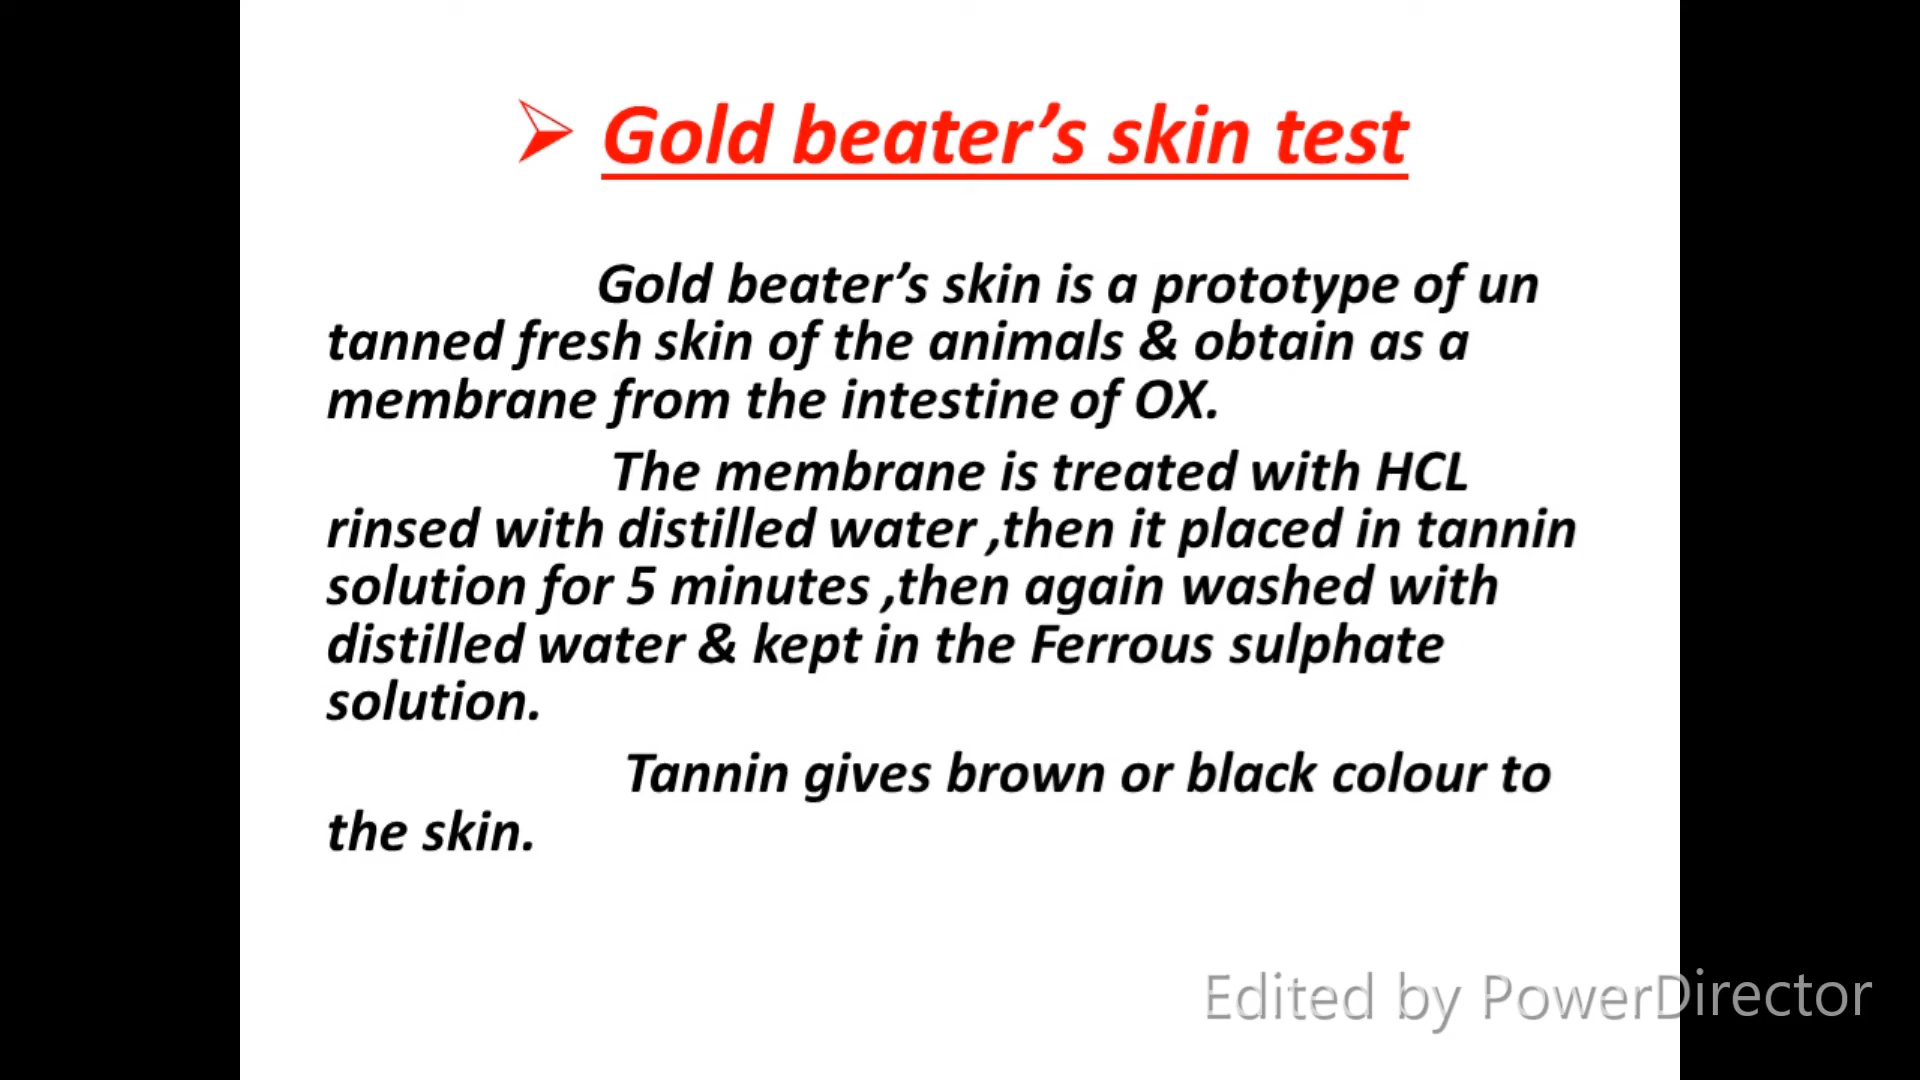 ➢ Gold beater’s skin test
Gold beater’s skin is a prototype of un
tanned fresh skin of the animals & obtain as a
membrane from the intestine of OX.
The membrane is treated with HCL
rinsed with distilled water ,then it placed in tannin
solution for 5 minutes ,then again washed with
distilled water & kept in the Ferrous sulphate
solution.
Tannin gives brown or black colour to
the skin.
Edited by PowerDirector